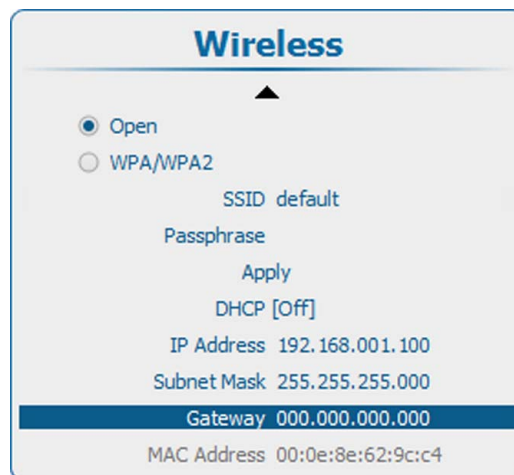 Wireless
Open
WPA/WPA2
SSID default
Passphrase
Apply
DHCP [Off]
IP Address 192.168.001.100
Subnet Mask 255.255.255.000
Gateway 000.000.000.000
MAC Address 00:0e:8e:62:9c:c4